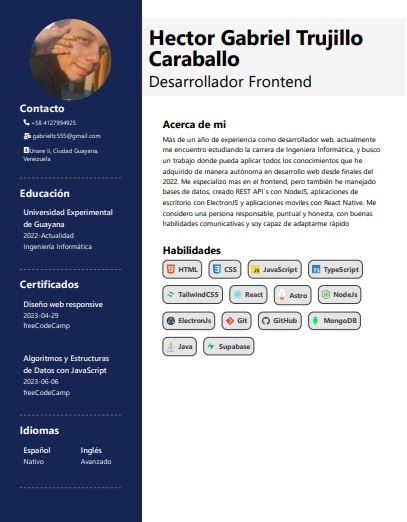 Hector Gabriel Trujillo
Caraballo
Desarrollador Frontend
Contacto
+58 4127994925
gabrieltc555@gmail.com
Unare II, Ciudad Guayana,
Venezuela
Educación
Universidad Experimental
de Guayana
2022-Actualidad
Ingeniería Informática
Certificados
Diseño web responsive
2023-04-29
freeCodeCamp
Algoritmos y Estructuras
de Datos con JavaScript
2023-06-06
freeCodeCamp
Idiomas
Español Inglés
Nativo Avanzado
Acerca de mi
Más de un año de experiencia como desarrollador web, actualmente
me encuentro estudiando la carrera de Ingeniera Informática, y busco
un trabajo donde pueda aplicar todos los conocimientos que he
adquirido de manera autónoma en desarrollo web desde finales del
2022. Me especializo mas en el frontend, pero también he manejado
bases de datos, creado REST API´s con NodeJS, aplicaciones de
escritorio con ElectronJS y aplicaciones moviles con React Native. Me
considero una persona responsable, puntual y honesta, con buenas
habilidades comunicativas y soy capaz de adaptarme rápido
Habilidades
HTML CSS JavaScript TypeScript
TailwindCSS React Astro NodeJs
ElectronJs Git GitHub MongoDB
Java Supabase